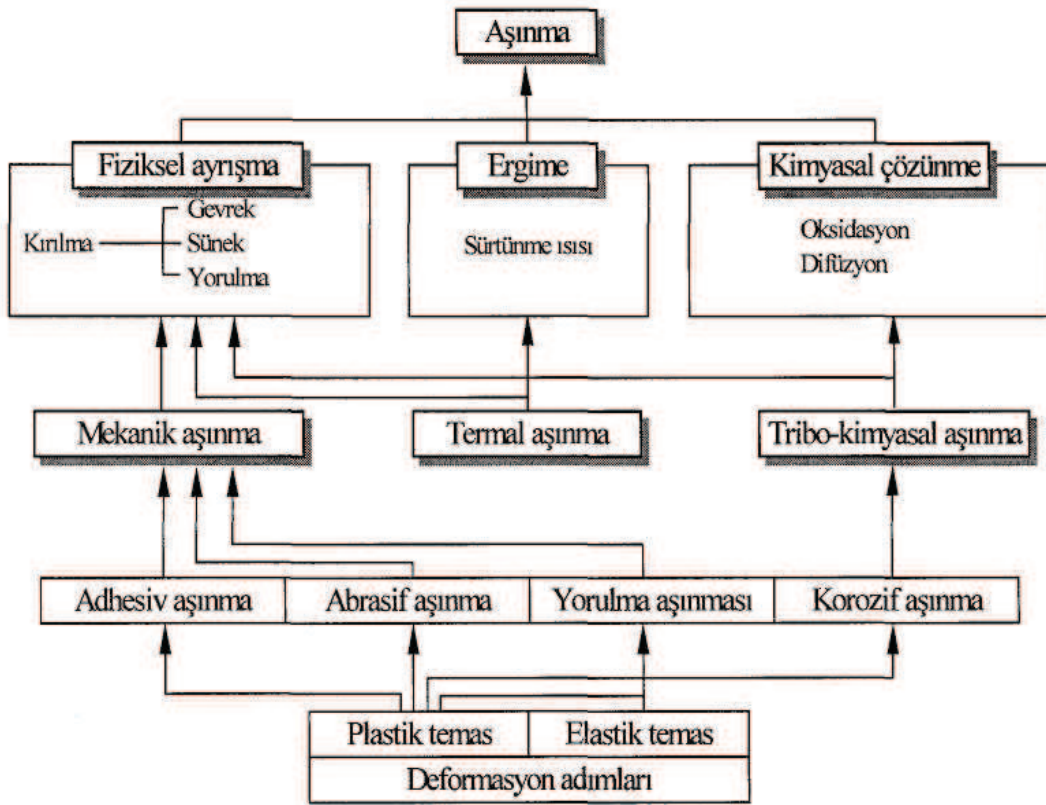 Aşınma
Fiziksel ayrışma
Ergime
Kimyasal çözünme
Gevrek
Kırılma
Sünek
Yorulma
Sürtünme ısısı
Oksidasyon
Difüzyon
Mekanik aşınma
Termal aşınma
Tribo-kimyasal aşınma
Adhesiv aşınma
Abrasif aşınma
Yorulma aşınması
Korozif aşınma
Plastik temas
Elastik temas
Deformasyon adımları